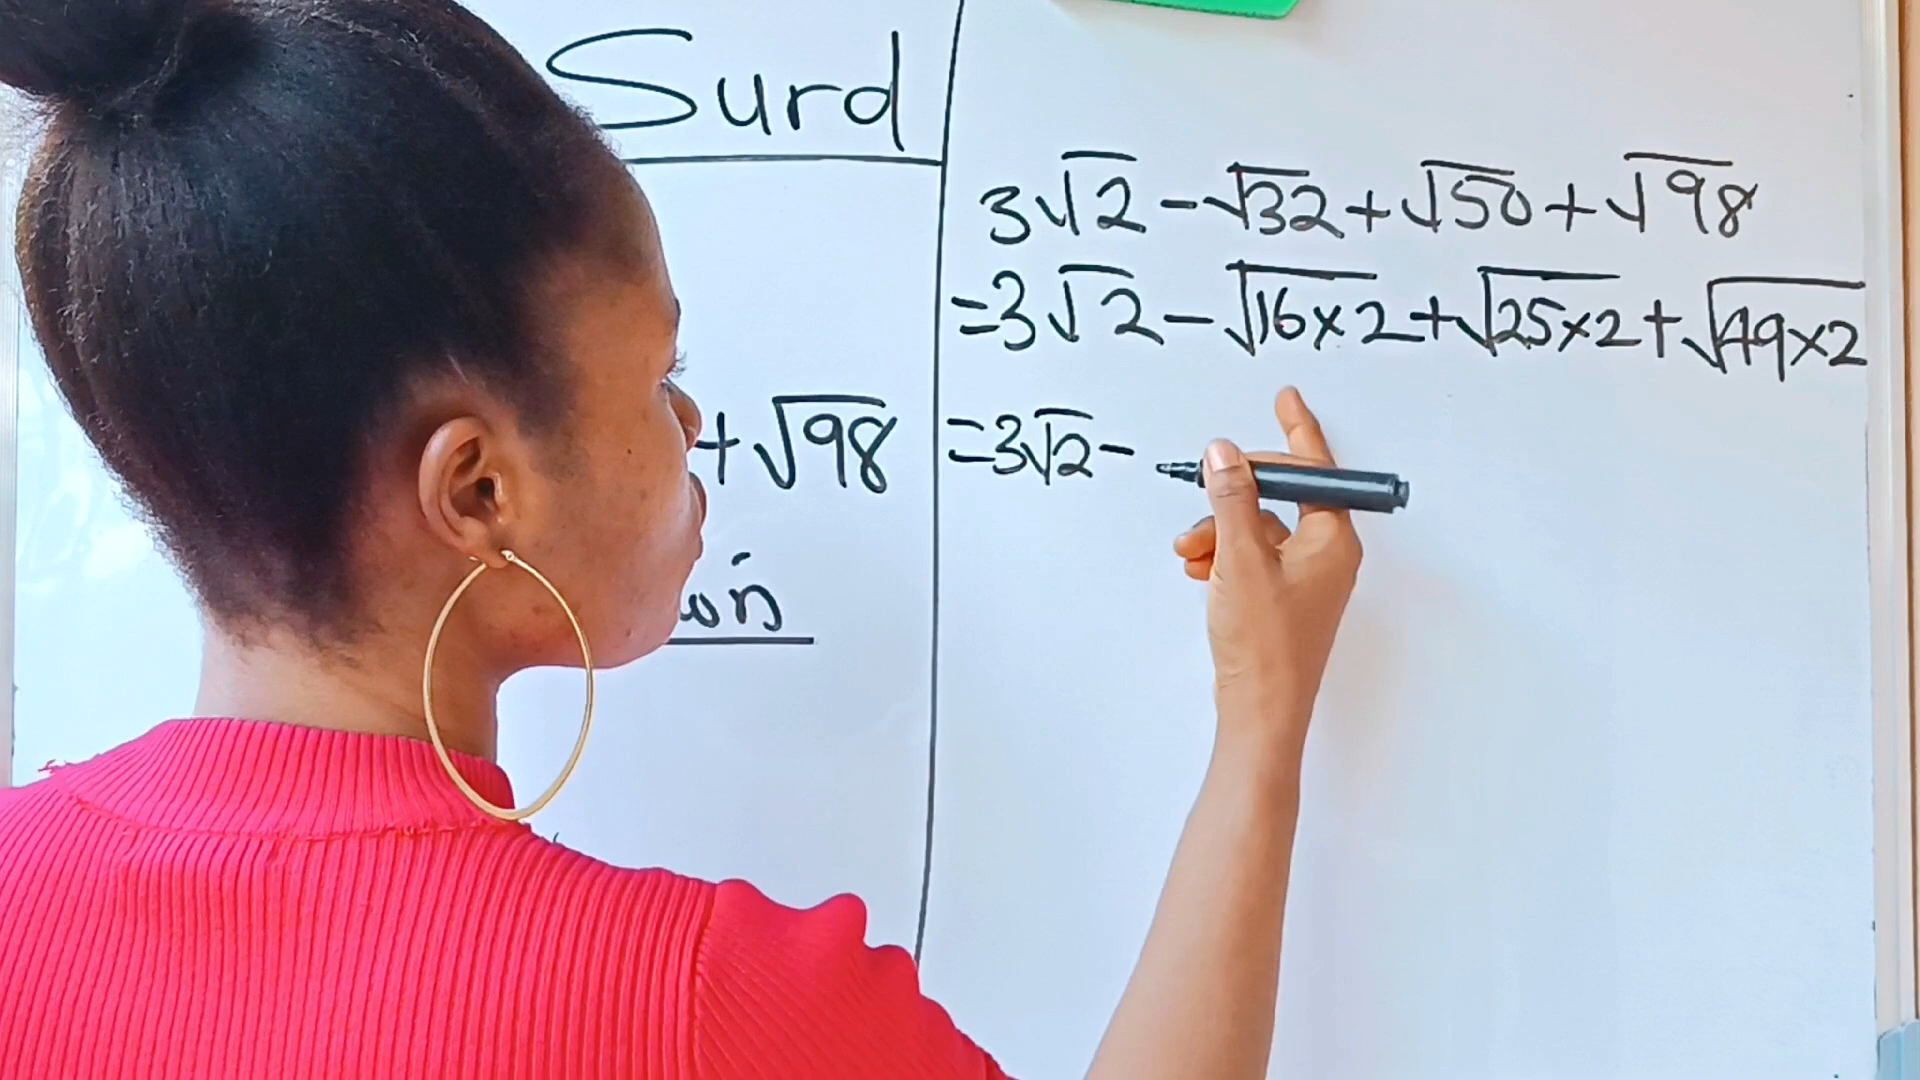 Surd
+ √98
3√2 - √32 + √50 + √98
= 3√2 - √16×2 + √25×2 + √49×2
= 3√2 -